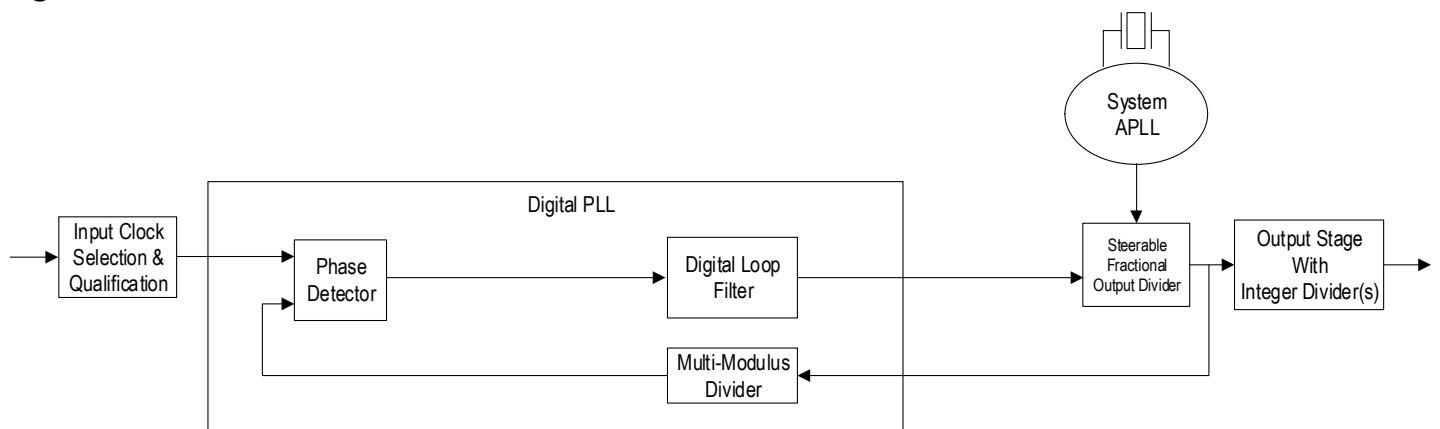 System
APLL
Digital PLL
Input Clock
Selection &
Qualification
Phase
Detector
Digital Loop
Filter
Steerable
Fractional
Output Divider
Output Stage
With
Integer Divider(s)
Multi-Modulus
Divider